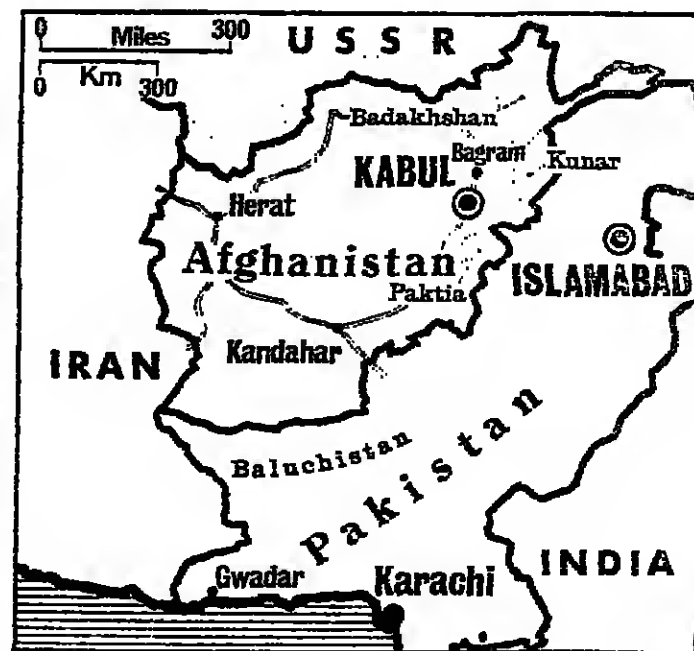 0 Miles 300
Km
0 300
USSR
Badakhshan
Bagram
Kunar
KABUL
Herat
Afghanistan
ISLAMABAD
Paktia
Kandahar
IRAN
Baluchistan
Pakistan
INDIA
Gwadar
Karachi